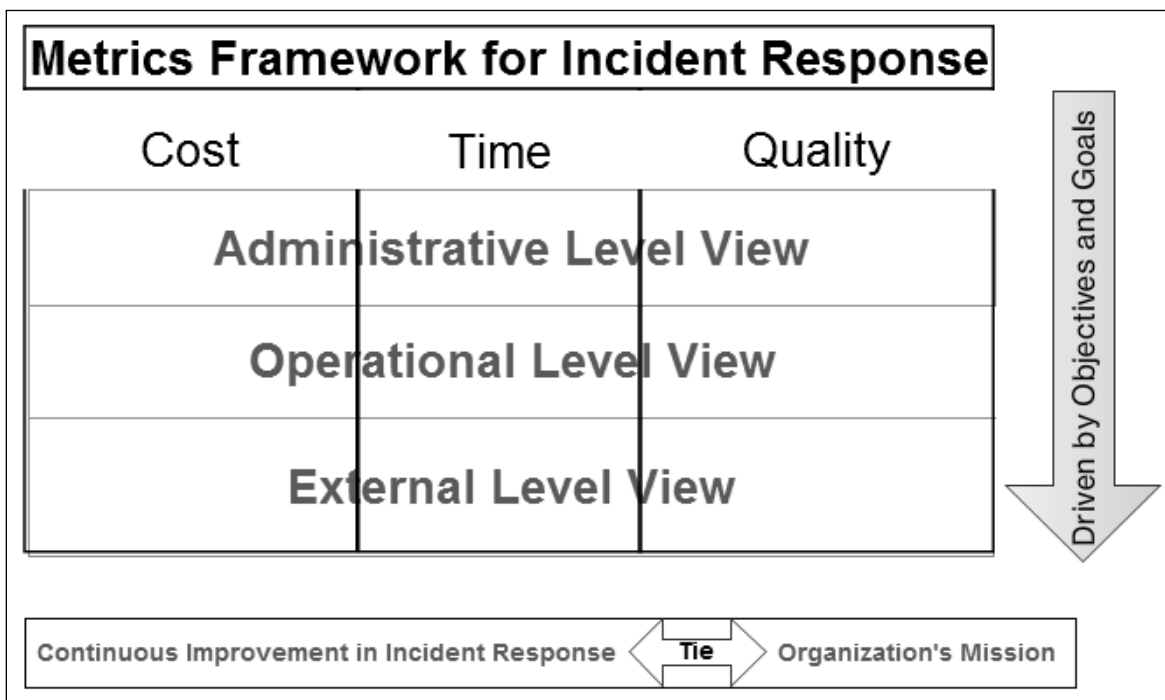 Metrics Framework for Incident Response
Cost Time Quality
Administrative Level View
Operational Level View
External Level View
Driven by Objectives and Goals
Continuous Improvement in Incident Response Tie Organization's Mission